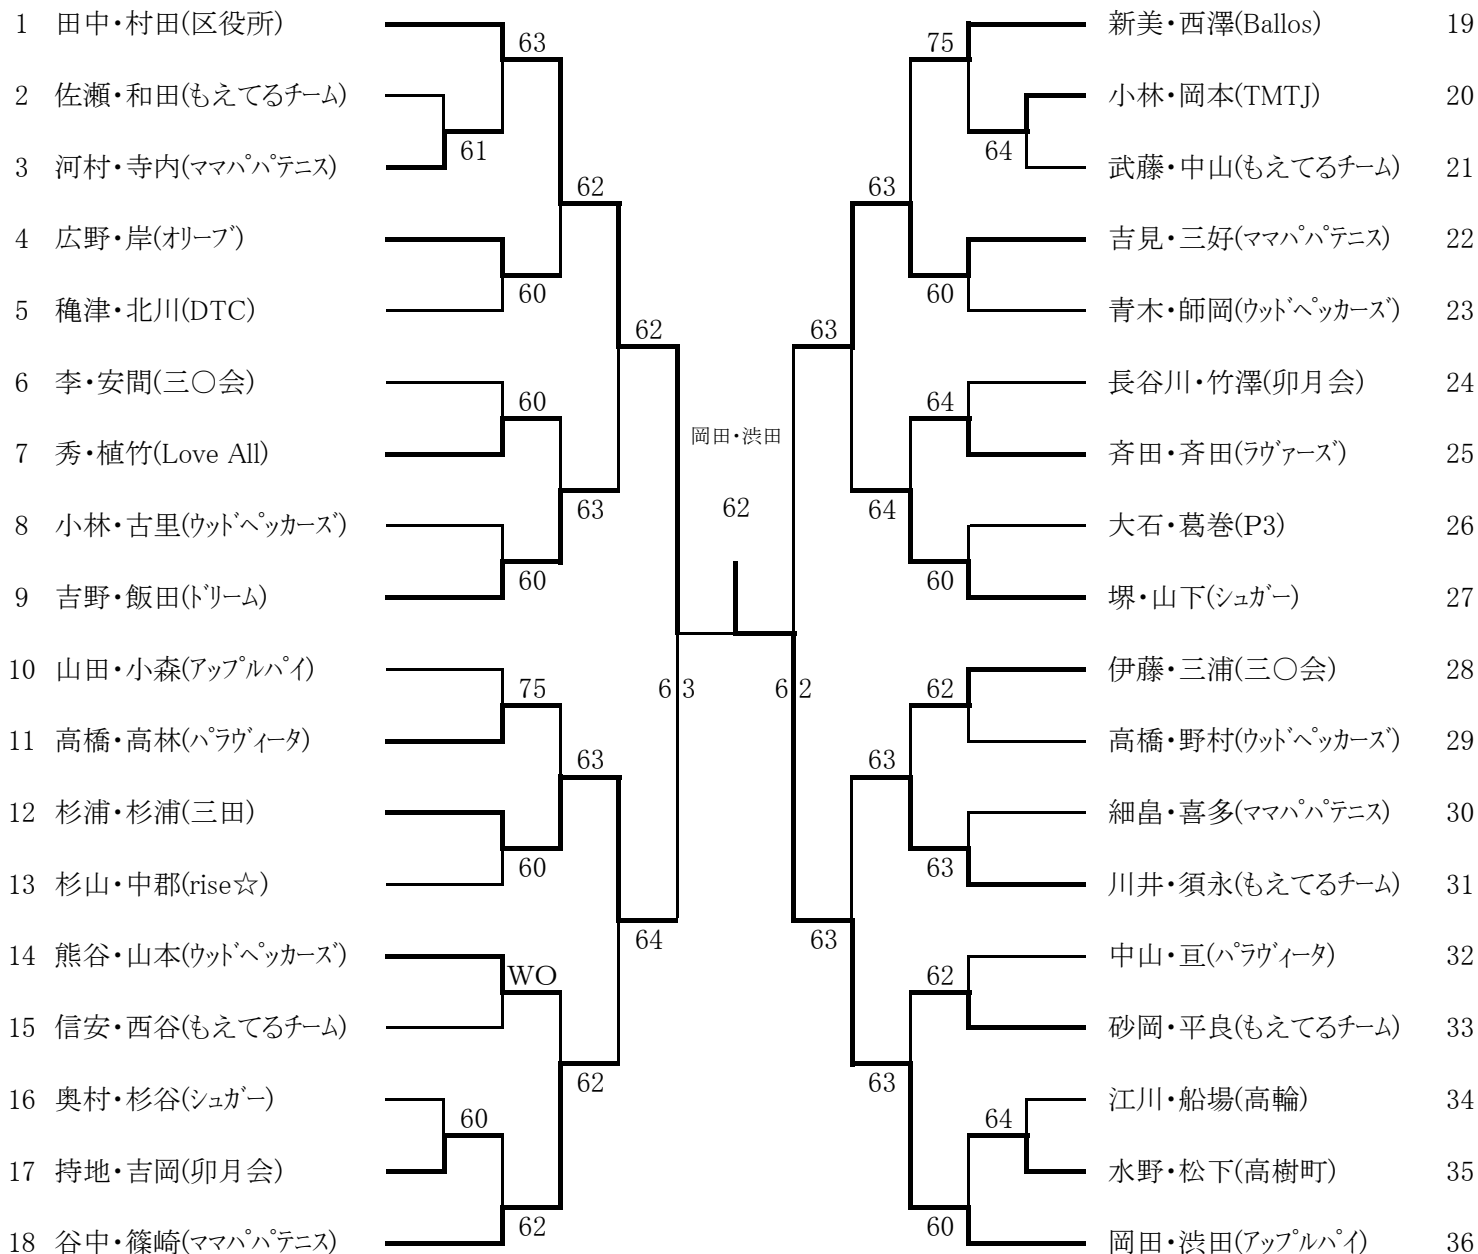 1 田中・村田(区役所)
63
2 佐瀬・和田(もえてるチーム)
61
3 河村・寺内(ママパパテニス)
62
4 広野・岸(オリーブ)
60
5 穐津・北川(DTC)
62
6 李・安間(三〇会)
60
7 秀・植竹(Love All)
63
8 小林・古里(ウッドペッカーズ)
60
9 吉野・飯田(ドリーム)
10 山田・小森(アップルパイ)
75
11 高橋・高林(パラヴィータ)
63
12 杉浦・杉浦(三田)
60
13 杉山・中郡(rise☆)
64
14 熊谷・山本(ウッドペッカーズ)
WO
15 信安・西谷(もえてるチーム)
62
16 奥村・杉谷(シュガー)
60
17 持地・吉岡(卯月会)
62
18 谷中・篠崎(ママパパテニス)
63
岡田・渋田
62
62
新美・西澤(Ballos) 19
75
小林・岡本(TMTJ) 20
64
武藤・中山(もえてるチーム) 21
63
吉見・三好(ママパパテニス) 22
60
青木・師岡(ウッドペッカーズ) 23
63
長谷川・竹澤(卯月会) 24
64
斉田・斉田(ラヴァーズ) 25
64
大石・葛巻(P3) 26
60
堺・山下(シュガー) 27
伊藤・三浦(三〇会) 28
62
高橋・野村(ウッドペッカーズ) 29
63
細畠・喜多(ママパパテニス) 30
63
川井・須永(もえてるチーム) 31
63
中山・亘(パラヴィータ) 32
62
砂岡・平良(もえてるチーム) 33
63
江川・船場(高輪) 34
64
水野・松下(高樹町) 35
60
岡田・渋田(アップルパイ) 36